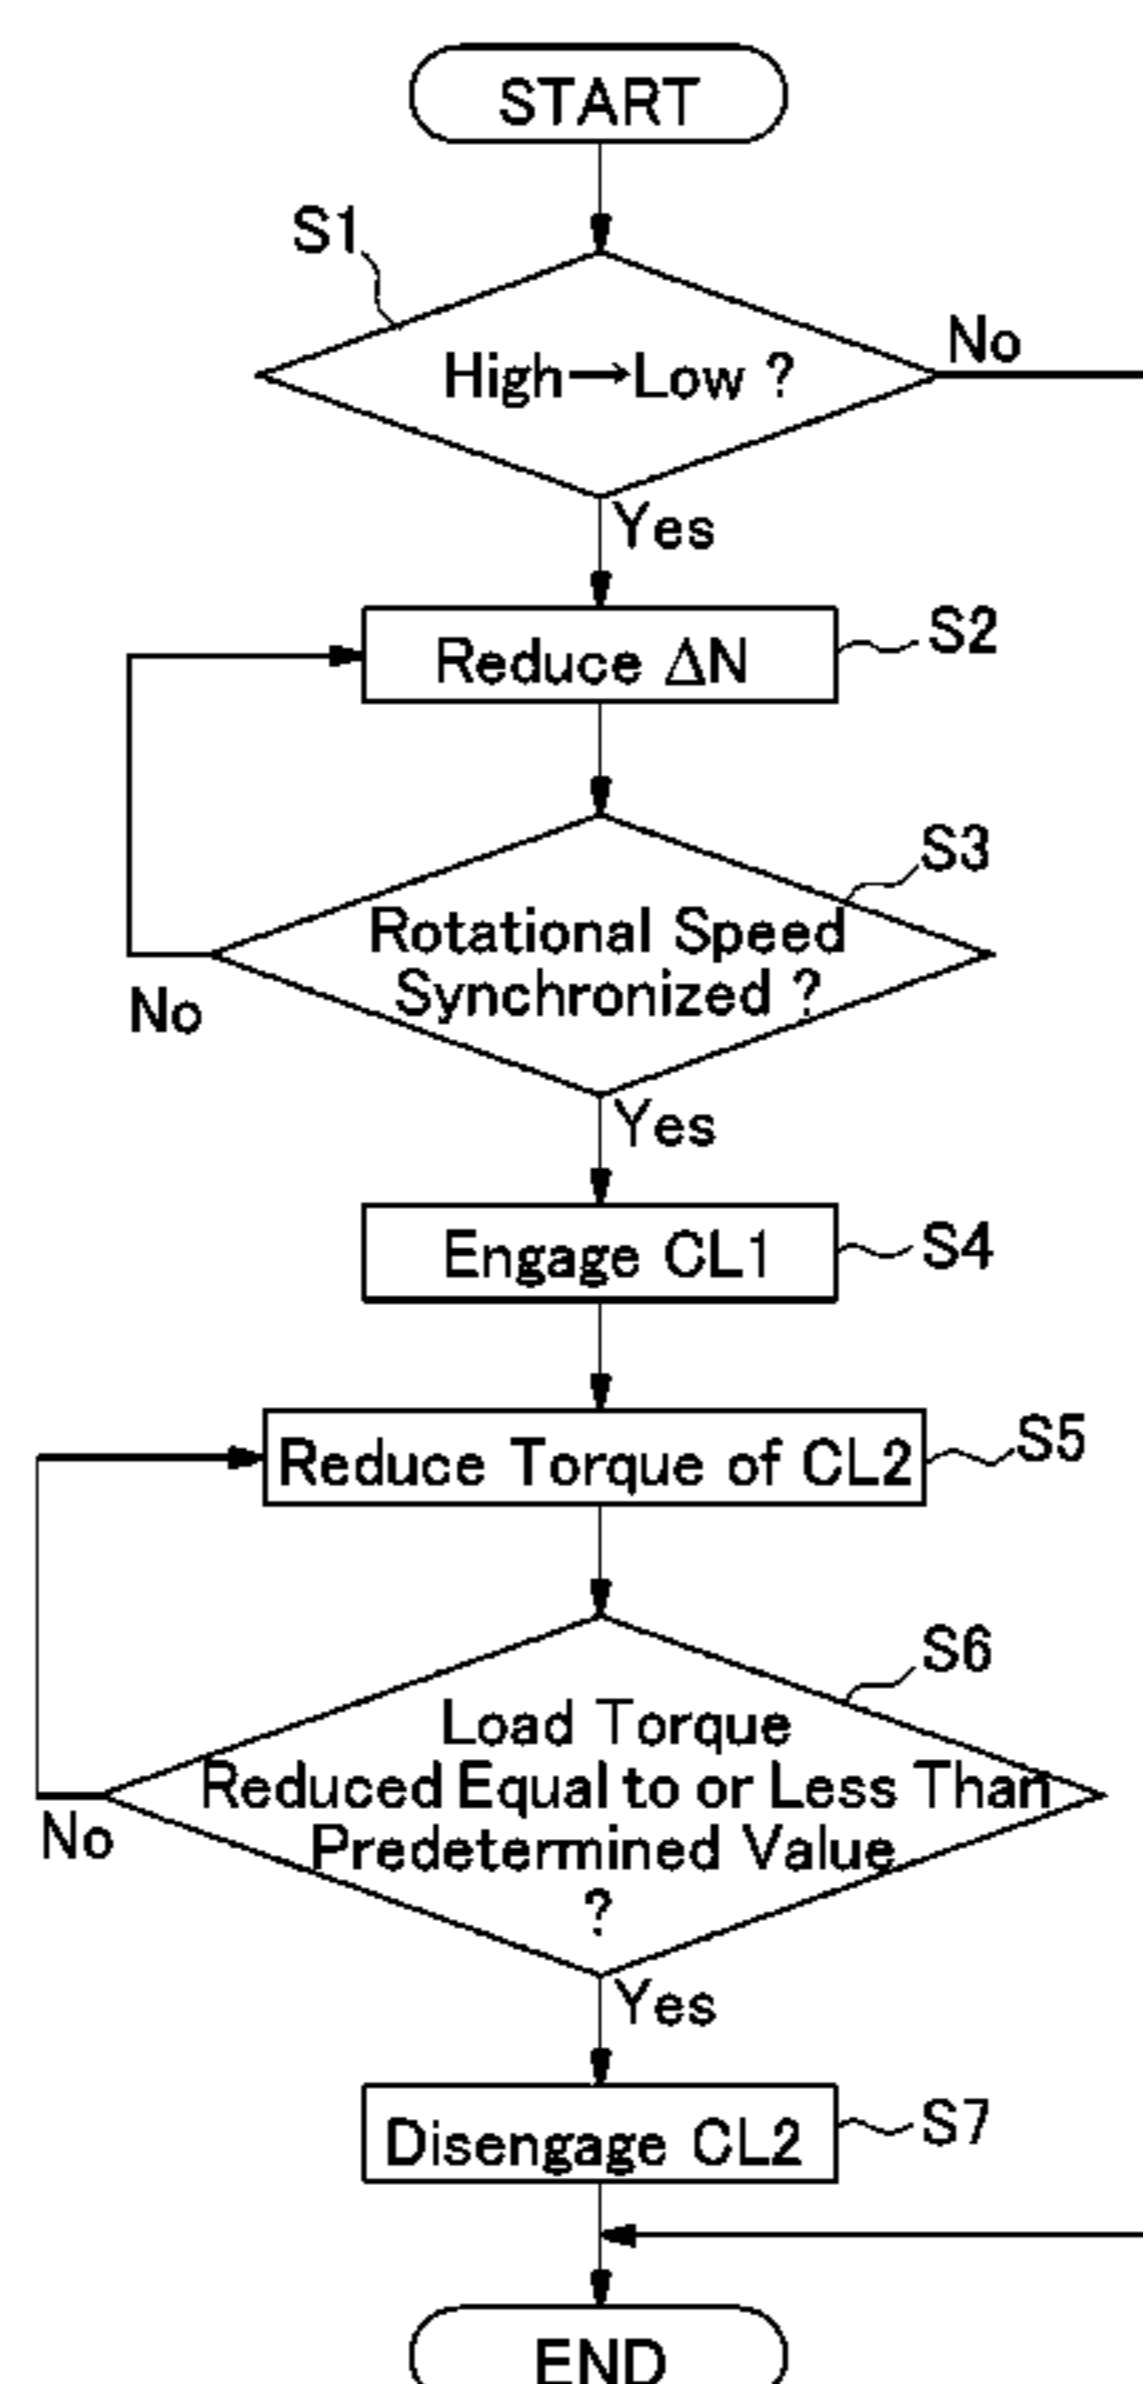 START
S1
High→Low ?
No
Yes
Reduce ΔN
S2
S3
Rotational Speed
Synchronized ?
No
Yes
Engage CL1
S4
Reduce Torque of CL2
S5
S6
Load Torque
Reduced Equal to or Less Than
Predetermined Value
?
No
Yes
Disengage CL2
S7
END